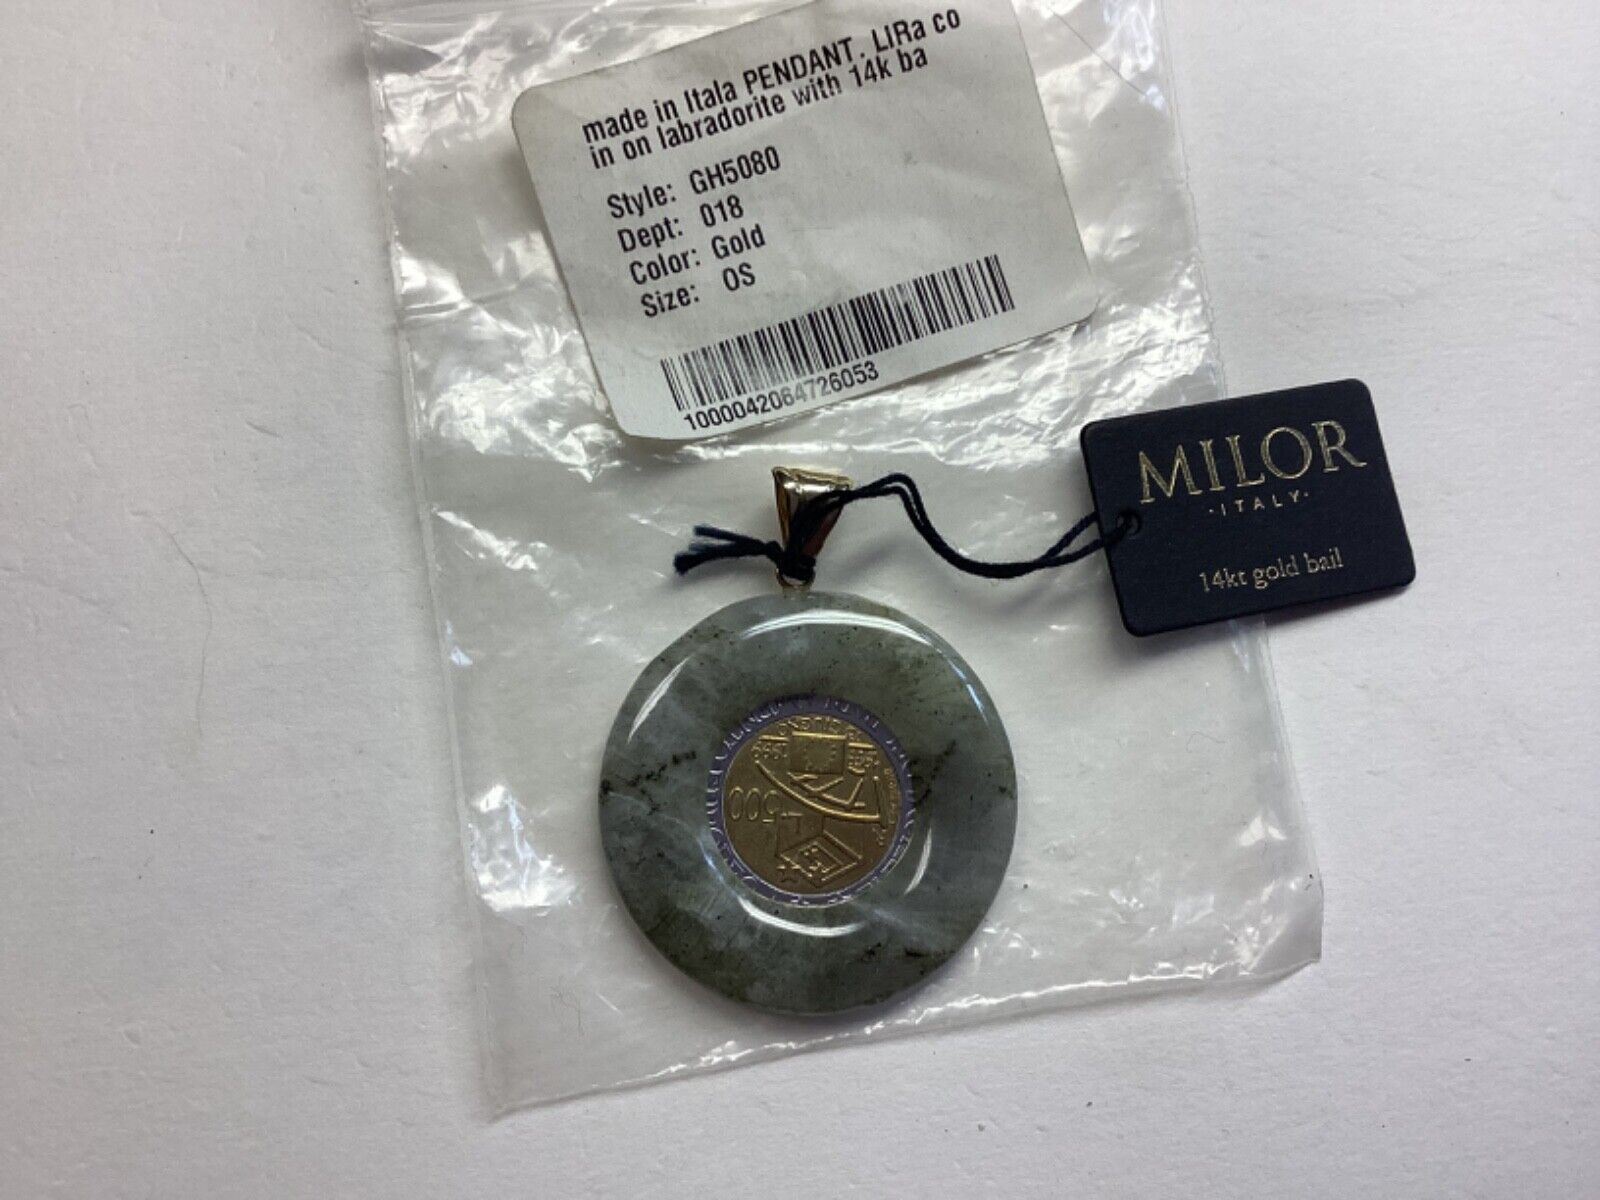 made in Itala PENDANT. LIRa co
in on labradorite with 14k ba
Style: GH5080
Dept: 018
Color: Gold
Size: OS
1000042064726053
MILOR
·ITALY·
14kt gold bail
500